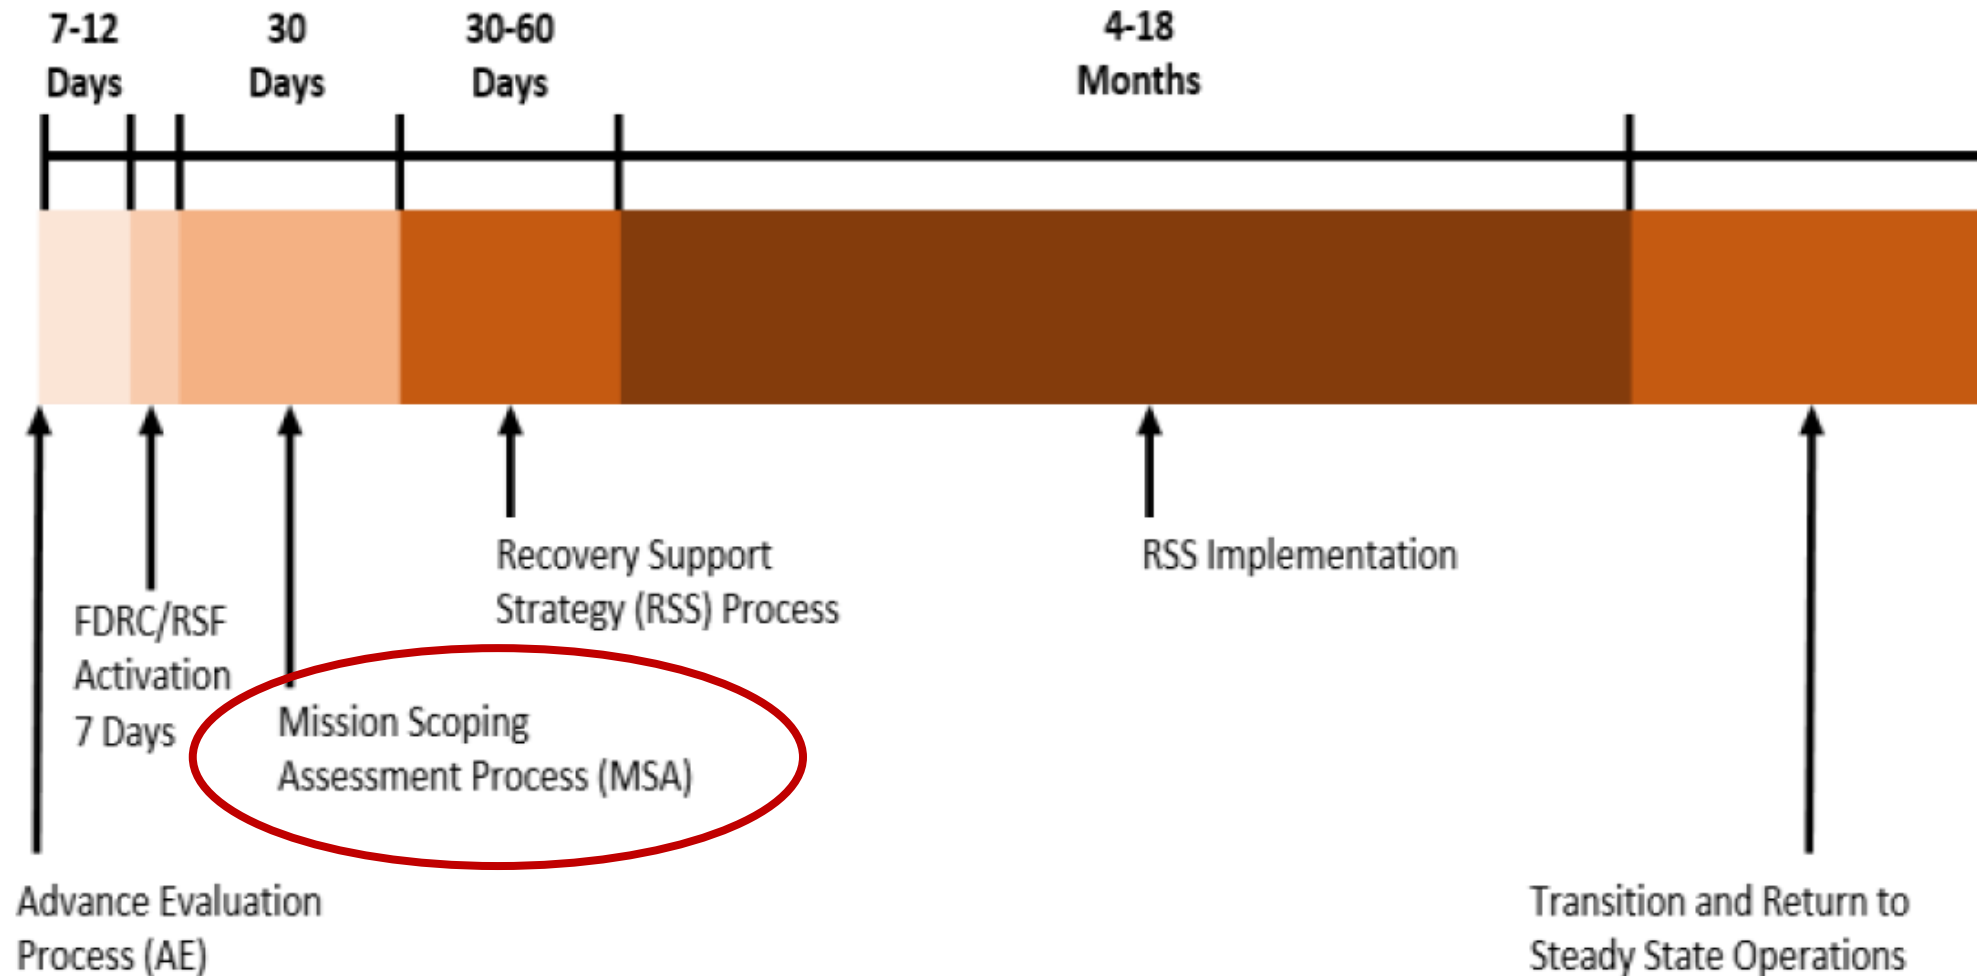 7-12
Days
30
Days
30-60
Days
4-18
Months
Recovery Support
Strategy (RSS) Process
RSS Implementation
FDRC/RSF
Activation
7 Days
Mission Scoping
Assessment Process (MSA)
Advance Evaluation
Process (AE)
Transition and Return to
Steady State Operations